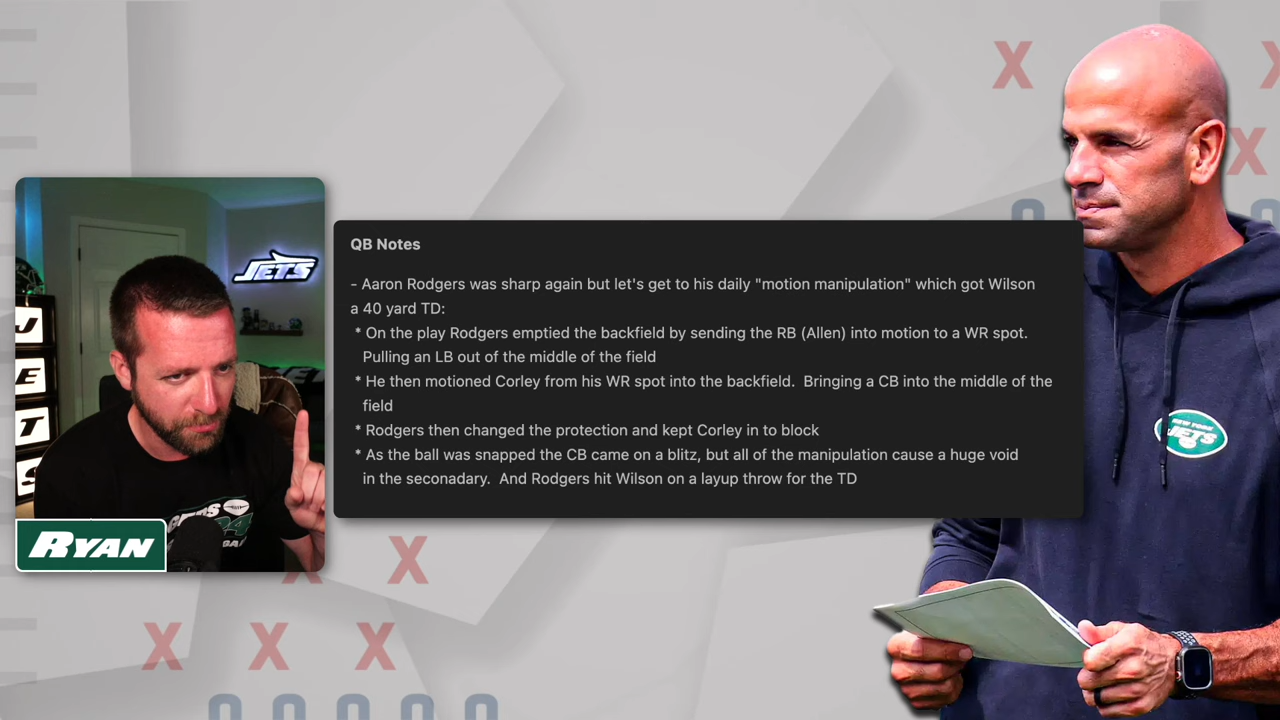 X X
X
JETS
QB Notes
- Aaron Rodgers was sharp again but let's get to his daily "motion manipulation" which got Wilson
a 40 yard TD:
* On the play Rodgers emptied the backfield by sending the RB (Allen) into motion to a WR spot.
Pulling an LB out of the middle of the field
* He then motioned Corley from his WR spot into the backfield. Bringing a CB into the middle of the
field
* Rodgers then changed the protection and kept Corley in to block
* As the ball was snapped the CB came on a blitz, but all of the manipulation cause a huge void
in the seconadary. And Rodgers hit Wilson on a layup throw for the TD
J
E
T
S
NEW YORK
JETS
RYAN
X X
X X X